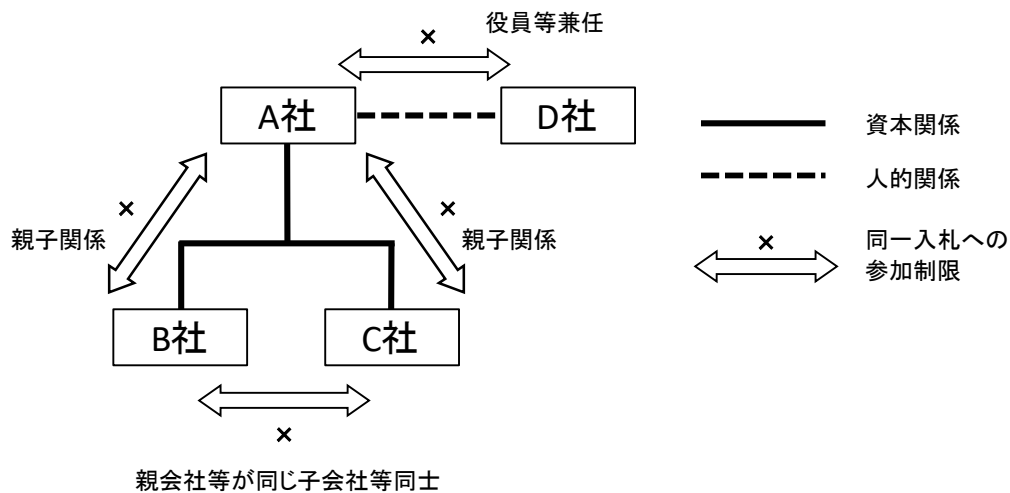 役員等兼任
×
A社
D社
資本関係
人的関係
×
親子関係
×
親子関係
×
同一入札への
参加制限
B社
C社
×
親会社等が同じ子会社等同士